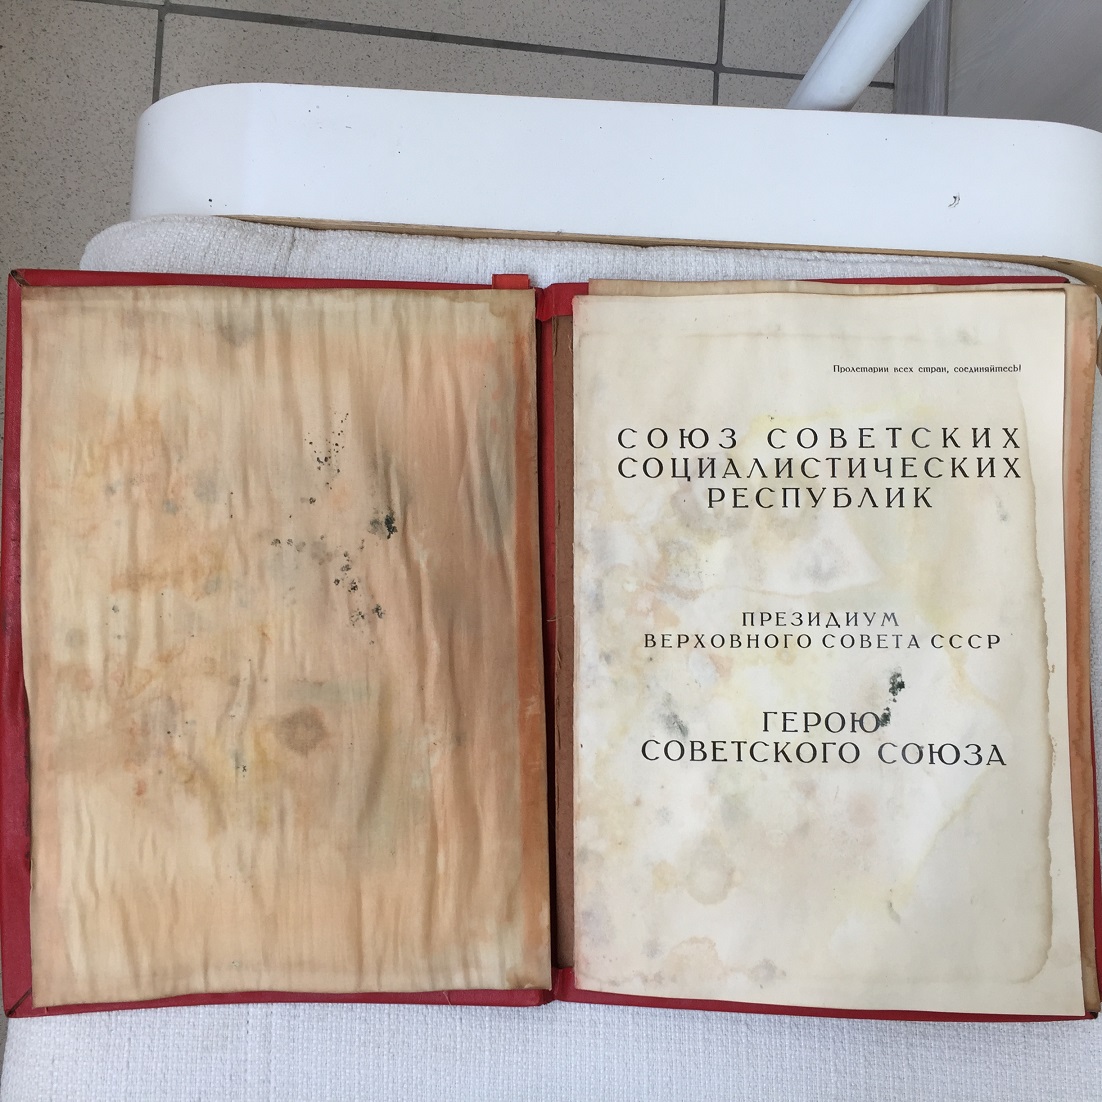 Пролетарии всех стран, соединяйтесь!
СОЮЗ СОВЕТСКИХ
СОЦИАЛИСТИЧЕСКИХ
РЕСПУБЛИК
ПРЕЗИДИУМ
ВЕРХОВНОГО СОВЕТА СССР
ГЕРОЮ
СОВЕТСКОГО СОЮЗА